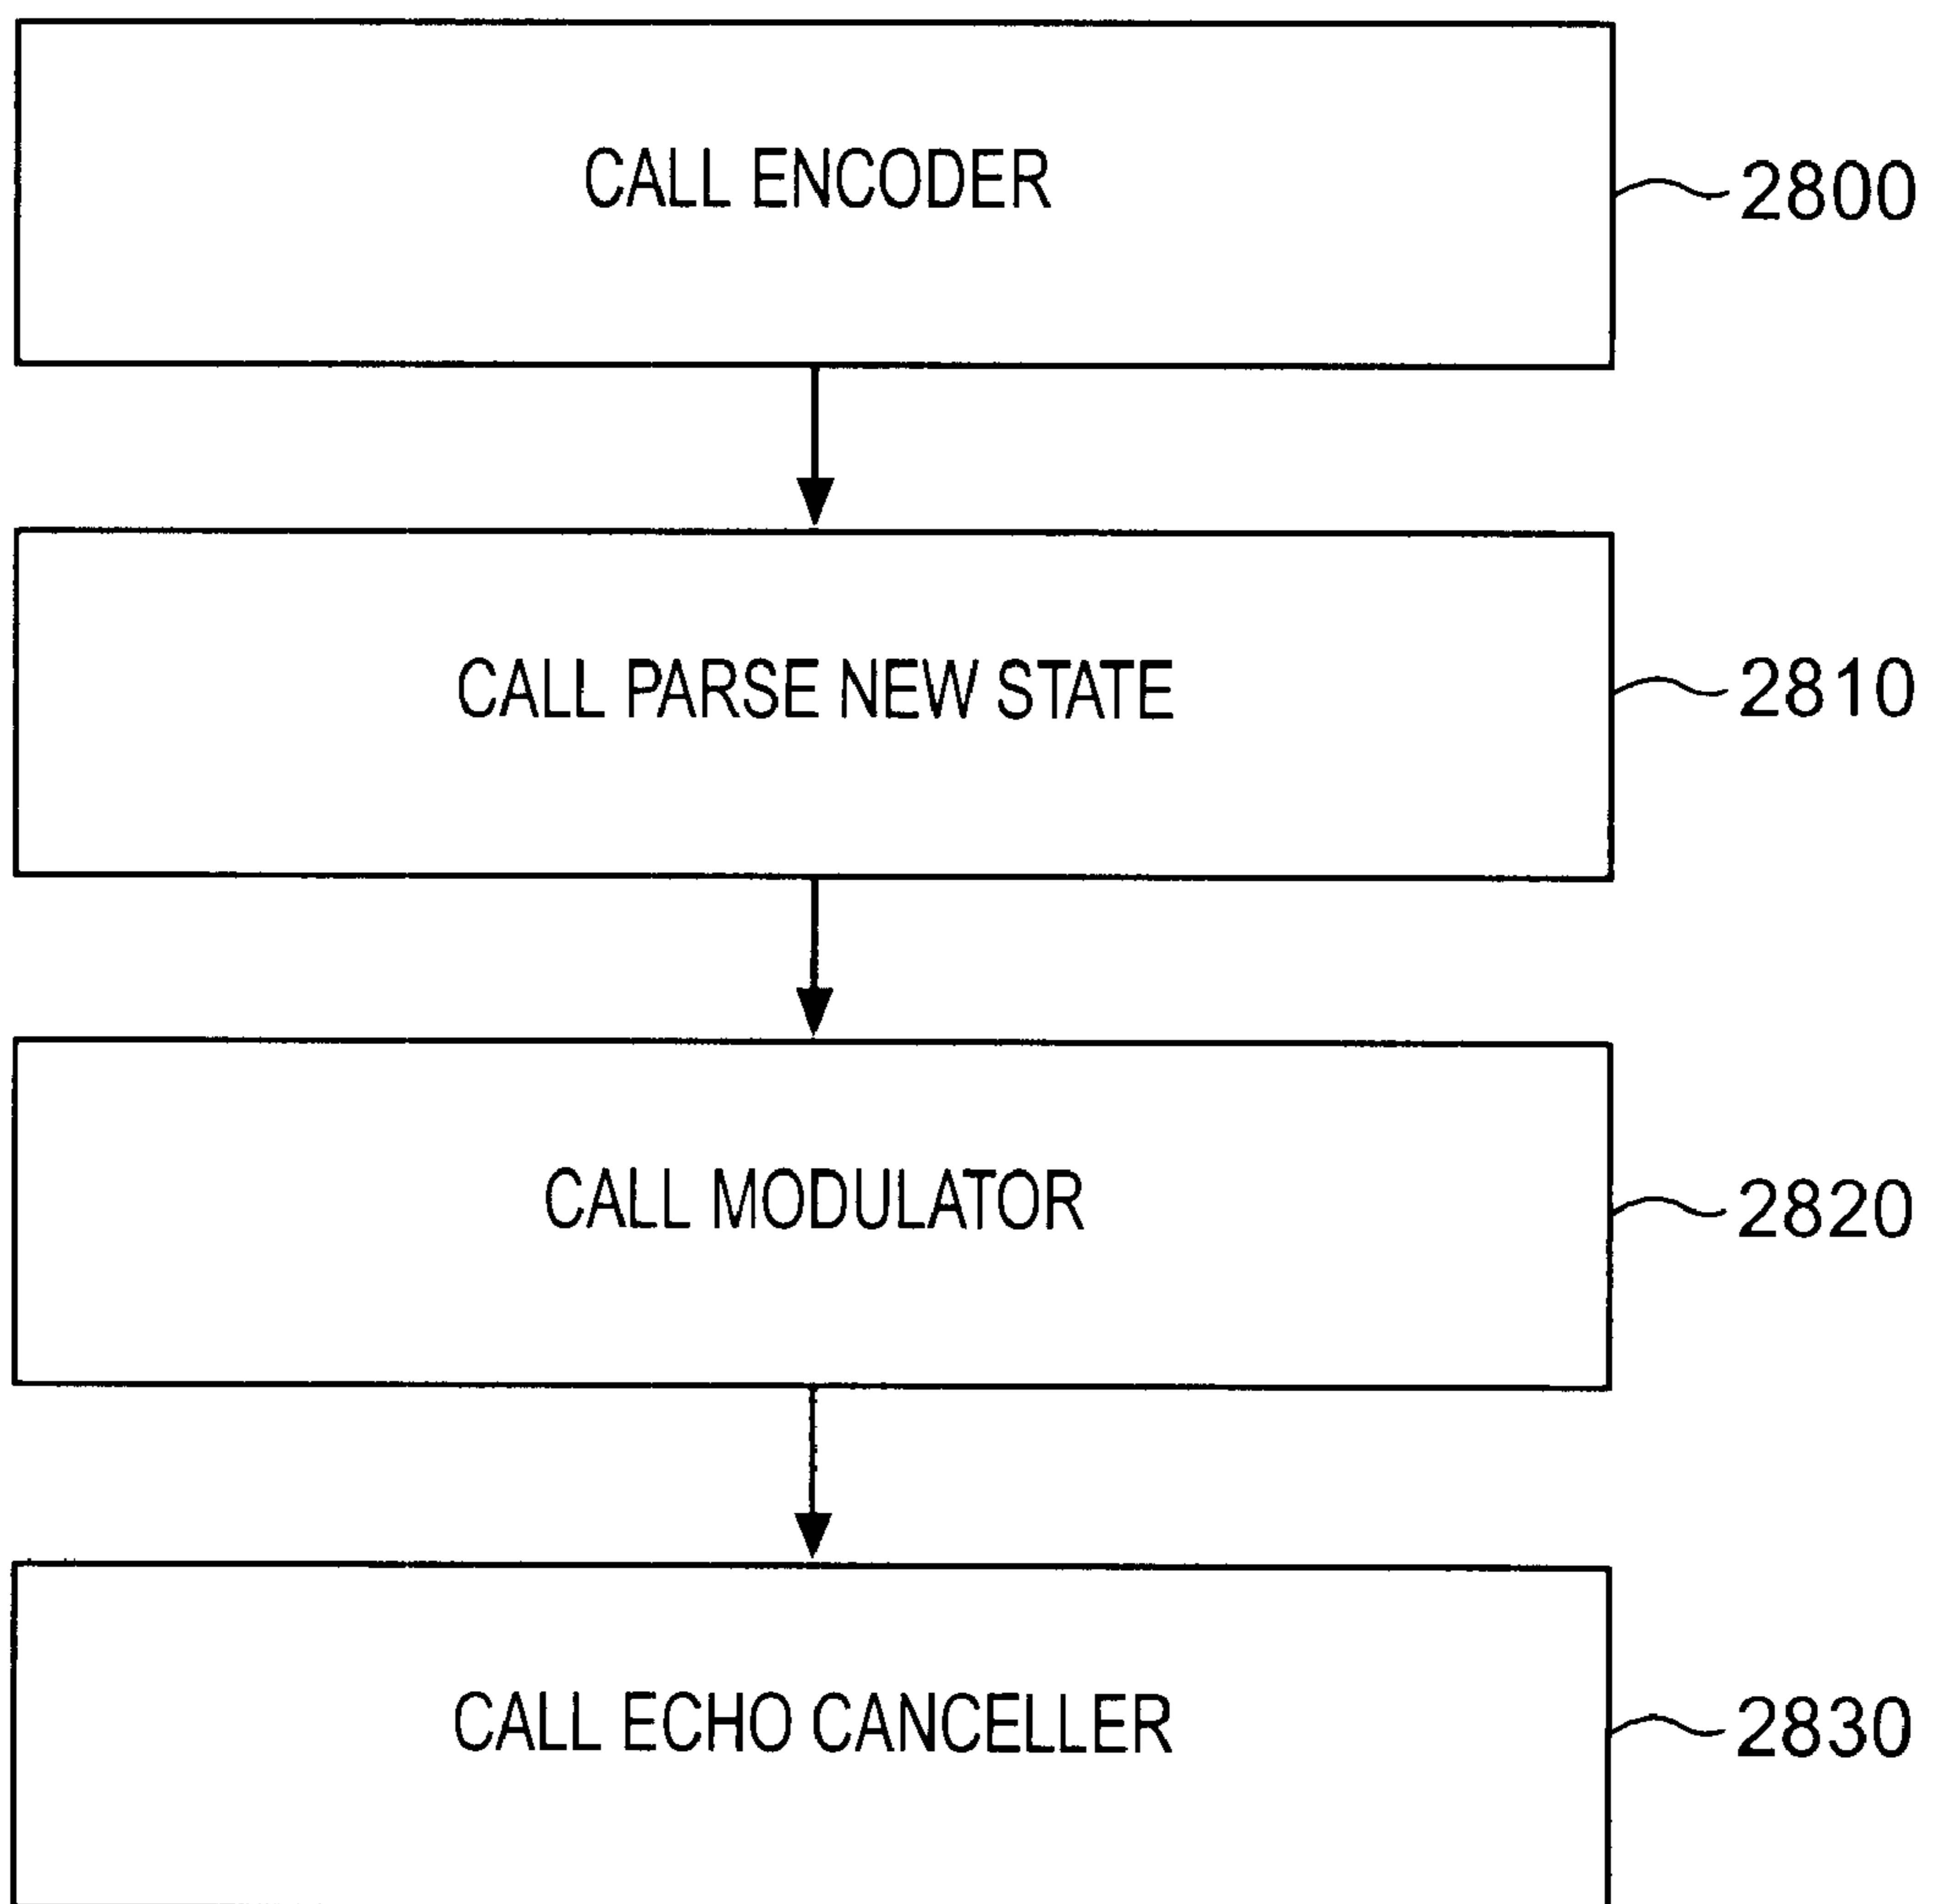 CALL ENCODER
2800
CALL PARSE NEW STATE
2810
CALL MODULATOR
2820
CALL ECHO CANCELLER
2830